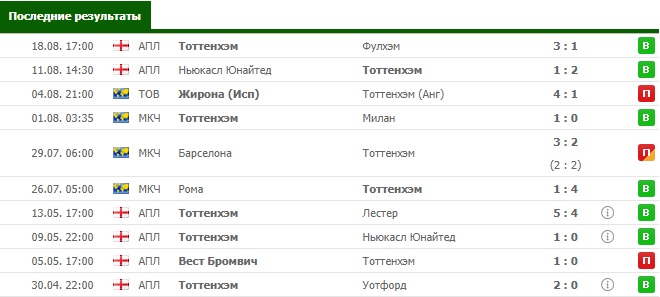 Последние результаты
18.08. 17:00 АПЛ Тоттенхэм Фулхэм 3 : 1 В
11.08. 14:30 АПЛ Ньюкасл Юнайтед Тоттенхэм 1 : 2 В
04.08. 21:00 ТОВ Жирона (Исп) Тоттенхэм (Анг) 4 : 1 П
01.08. 03:35 МКЧ Тоттенхэм Милан 1 : 0 В
29.07. 06:00 МКЧ Барселона Тоттенхэм 3 : 2 П
(2 : 2)
26.07. 05:00 МКЧ Рома Тоттенхэм 1 : 4 В
13.05. 17:00 АПЛ Тоттенхэм Лестер 5 : 4 i В
09.05. 22:00 АПЛ Тоттенхэм Ньюкасл Юнайтед 1 : 0 i В
05.05. 17:00 АПЛ Вест Бромвич Тоттенхэм 1 : 0 П
30.04. 22:00 АПЛ Тоттенхэм Уотфорд 2 : 0 i В